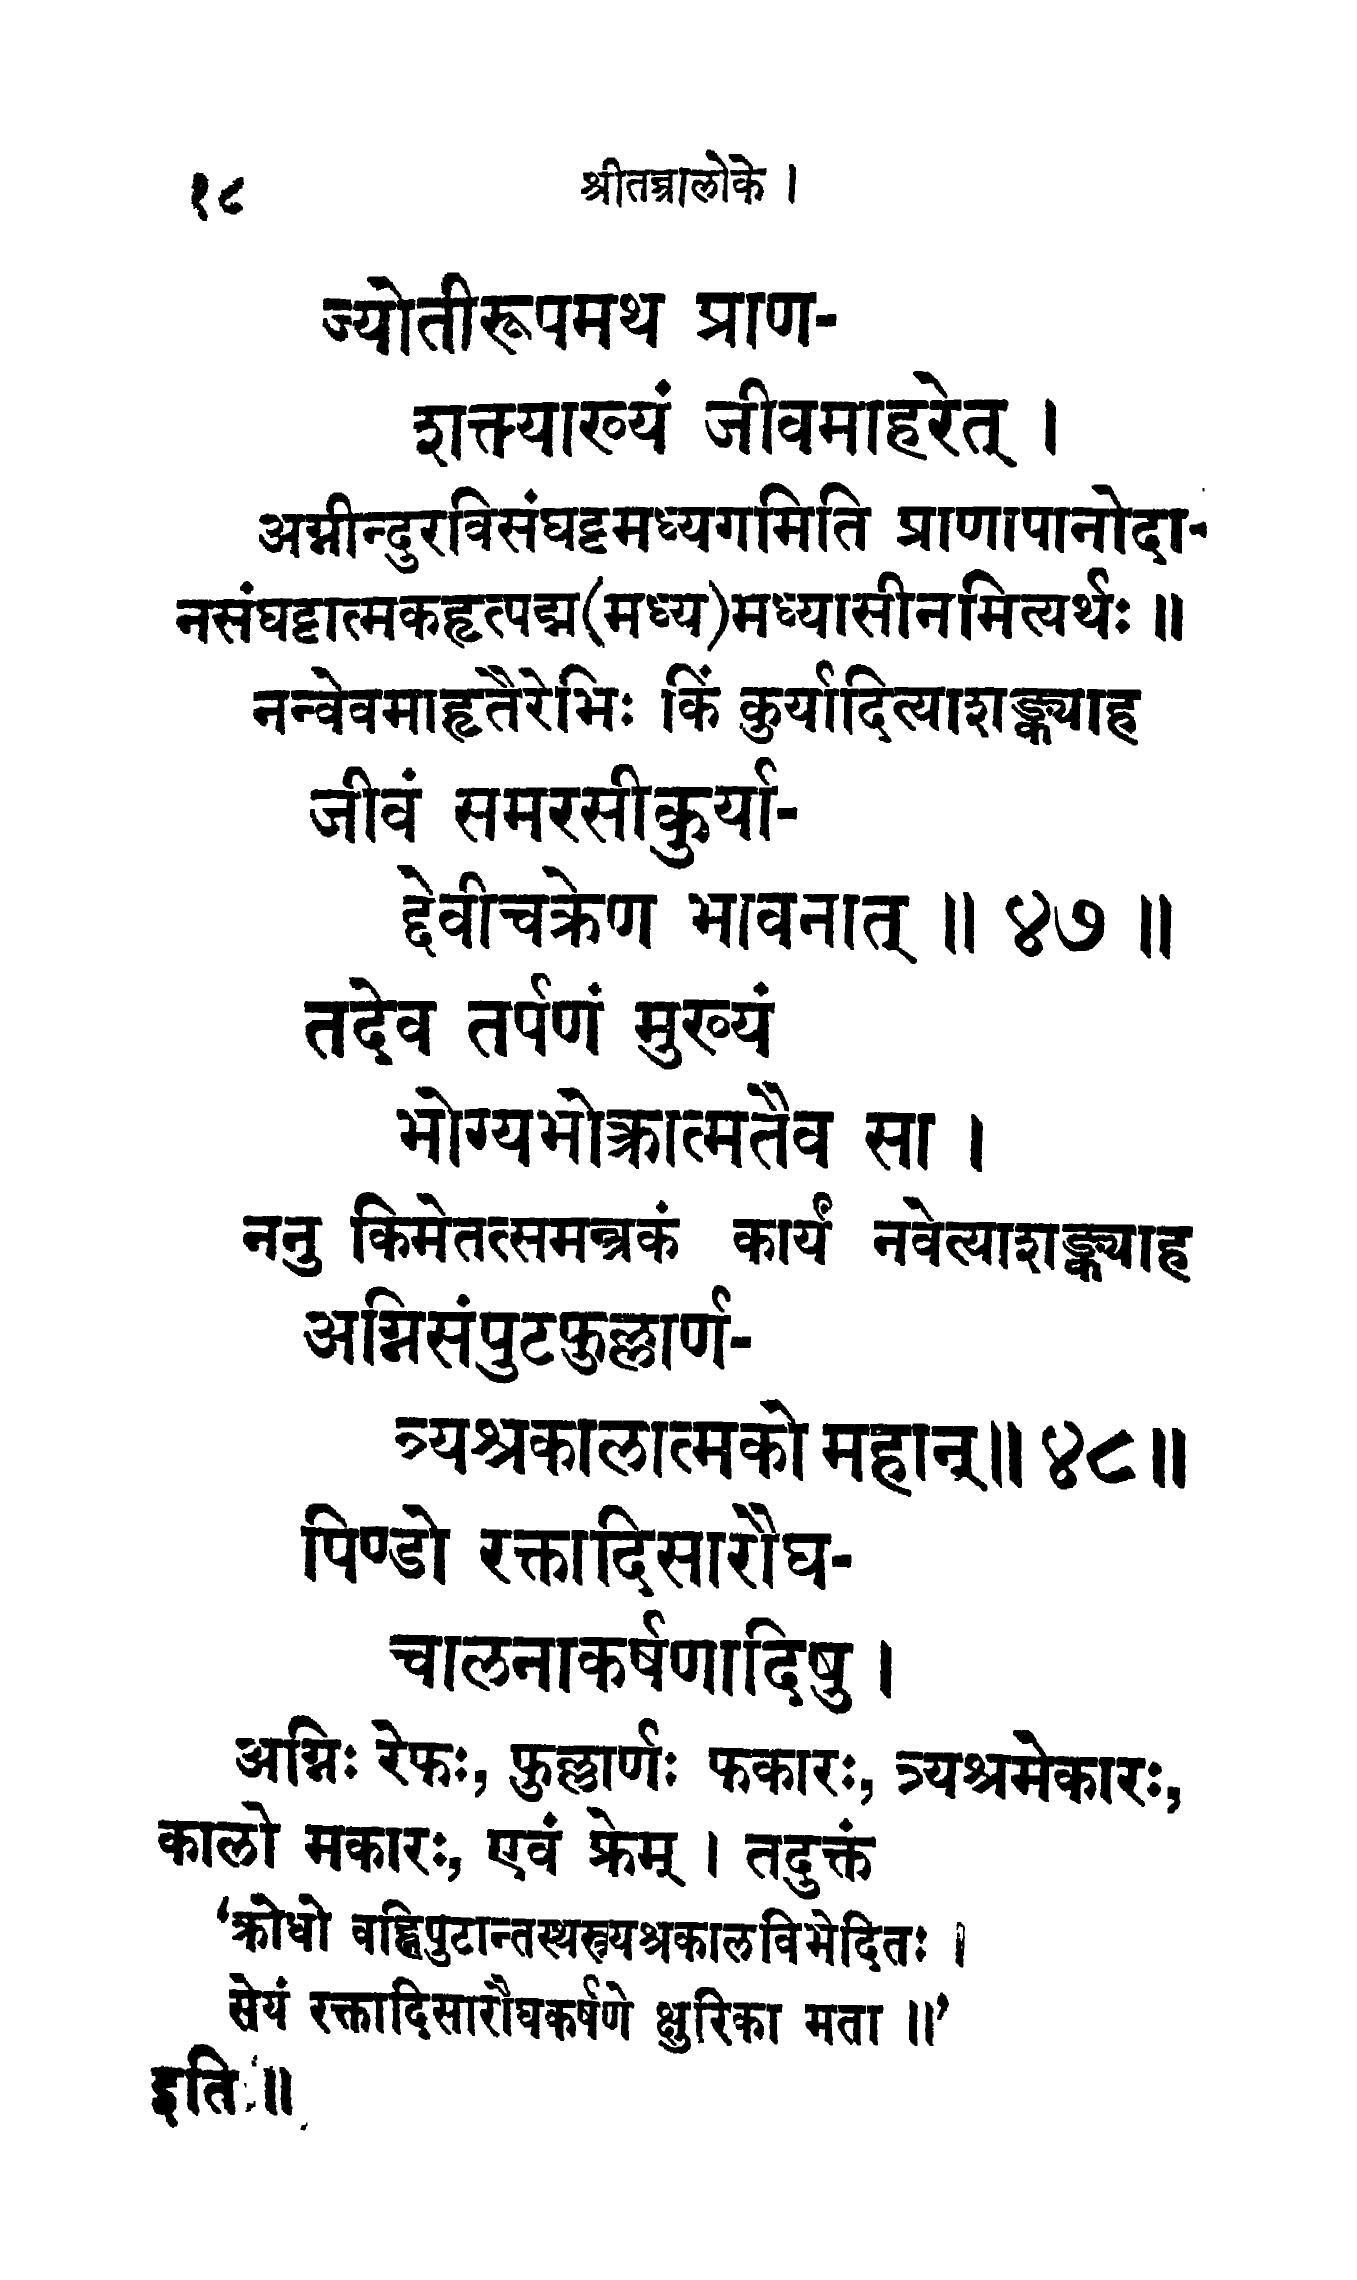 १८ श्रीतन्त्रालोके ।
ज्योतीरूपमथ प्राण-
शक्त्याख्यं जीवमाहरेत् ।
अग्नीन्दुरविसंघट्टमध्यगमिति प्राणापानोदा-
नसंघट्टात्मकहृत्पद्म(मध्य)मध्यासीनमित्यर्थः ॥
नन्वेवमाहृतैरेभिः किं कुर्यादित्याशङ्क्याह
जीवं समरसीकुर्या-
द्देवीचक्रेण भावनात् ॥ ४७ ॥
तदेव तर्पणं मुख्यं
भोग्यभोक्त्रात्मतैव सा ।
ननु किमेतत्समन्त्रकं कार्यं नवेत्याशङ्क्याह
अग्निसंपुटफुल्लार्ण-
त्र्यश्रकालात्मको महान्॥ ४८॥
पिण्डो रक्तादिसारौघ-
चालनाकर्षणादिषु ।
अग्निः रेफः, फुल्लार्णः फकारः, त्र्यश्रमेकारः,
कालो मकारः, एवं फ्रेम् । तदुक्तं
‘क्रोधो वह्निपुटान्तस्थस्त्र्यश्रकालविभेदितः ।
सेयं रक्तादिसारौघकर्षणे क्षुरिका मता ॥’
इति ॥